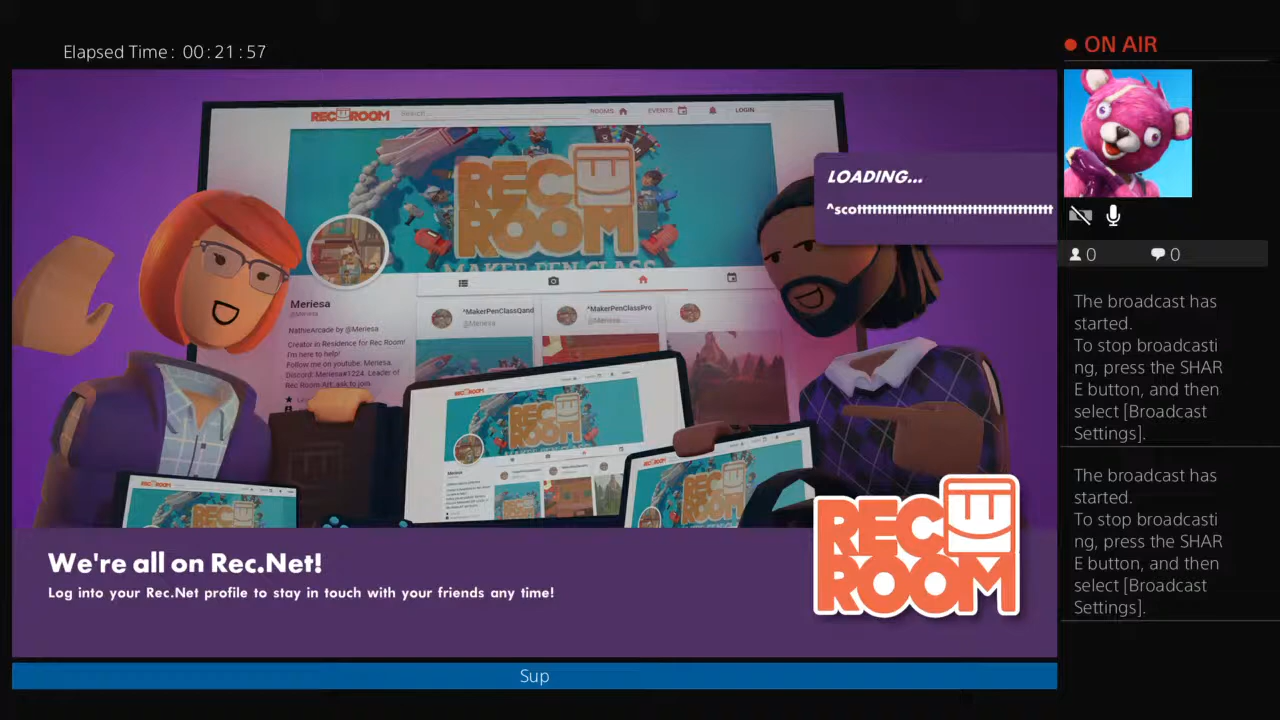 Elapsed Time: 00:21:57
ON AIR
REC ROOM
Search...
ROOMS
EVENTS
LOGIN
REC
ROOM
MAKER PEN CLASS
LOADING...
Meriesa
@Meriesa
NathieArcade by @Meriesa
Creator in Residence for Rec Room!
I'm here to help!
Follow me on youtube. Meriesa.
Discord: Meriesa#1224. Leader of
Rec Room Art: ask to join
^MakerPenClassQand
@Meriesa
^MakerPenClassPro
@Meriesa
0
0
The broadcast has
started.
To stop broadcasti
ng, press the SHAR
E button, and then
select [Broadcast
Settings].
The broadcast has
started.
To stop broadcasti
ng, press the SHAR
E button, and then
select [Broadcast
Settings].
We're all on Rec.Net!
Log into your Rec.Net profile to stay in touch with your friends any time!
REC
ROOM
Sup